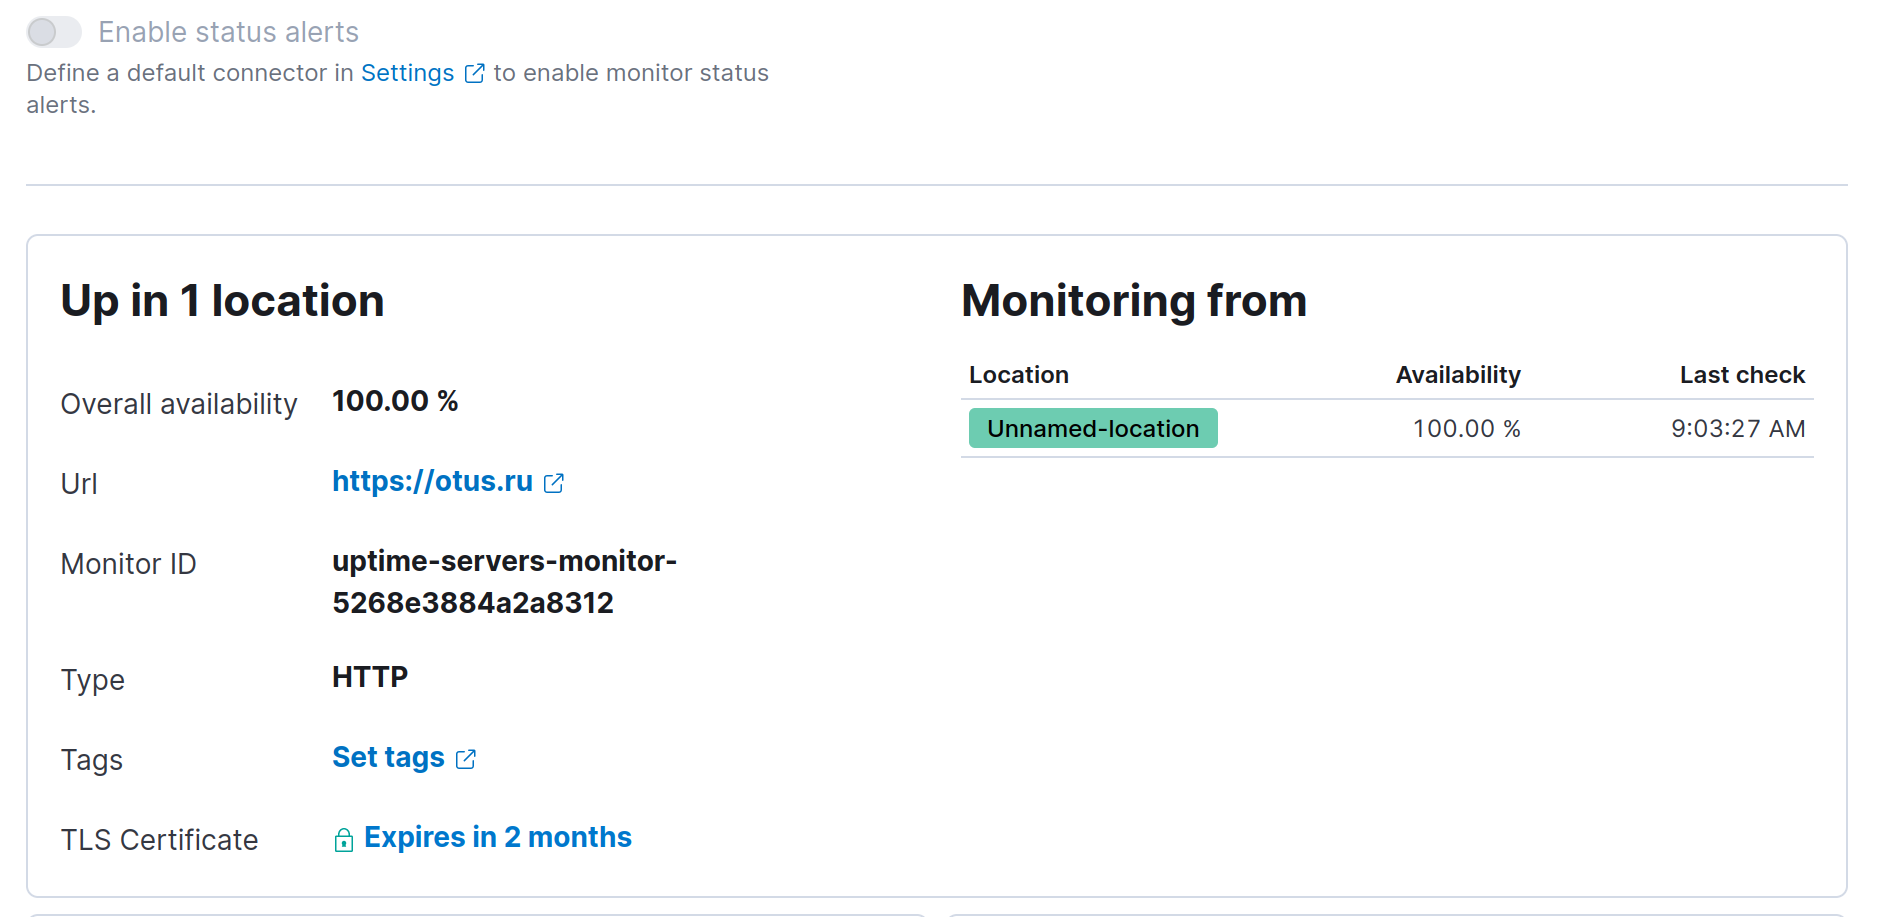 Enable status alerts
Define a default connector in Settings to enable monitor status
alerts.
Up in 1 location
Overall availability 100.00 %
Url https://otus.ru
Monitor ID uptime-servers-monitor-
5268e3884a2a8312
Type HTTP
Tags Set tags
TLS Certificate Expires in 2 months
Monitoring from
Location Availability Last check
Unnamed-location 100.00 % 9:03:27 AM